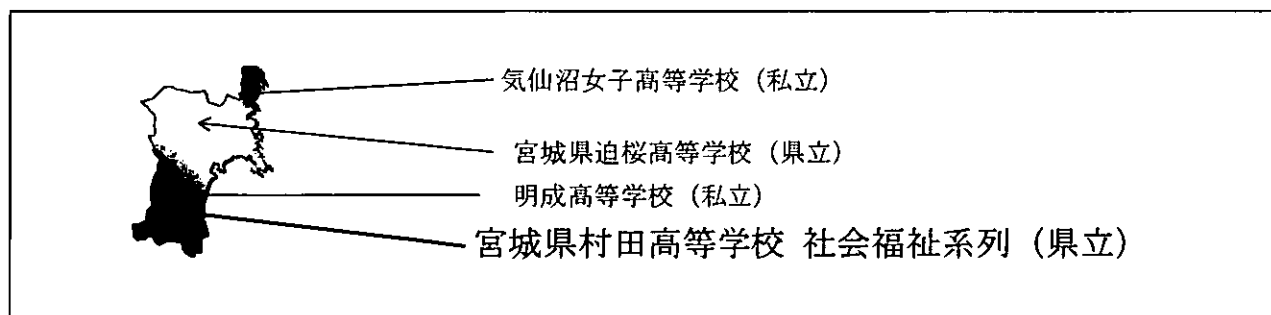 気仙沼女子高等学校（私立）
宮城県迫桜高等学校（県立）
明成高等学校（私立）
宮城県村田高等学校 社会福祉系列（県立）